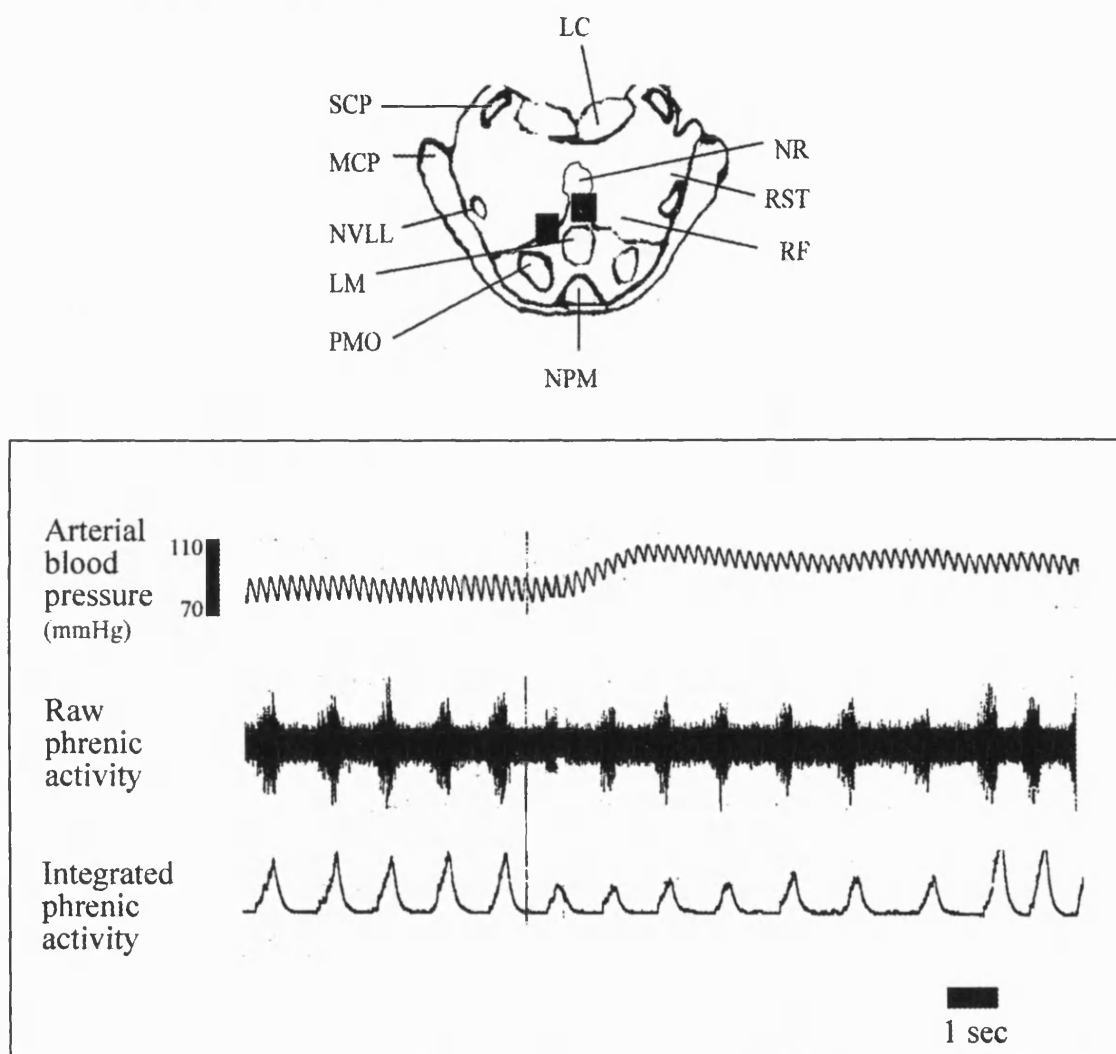 LC
SCP
MCP
NR
RST
NVLL
RF
LM
PMO
NPM
Arterial
blood
pressure
(mmHg)
110
70
Raw
phrenic
activity
Integrated
phrenic
activity
1 sec